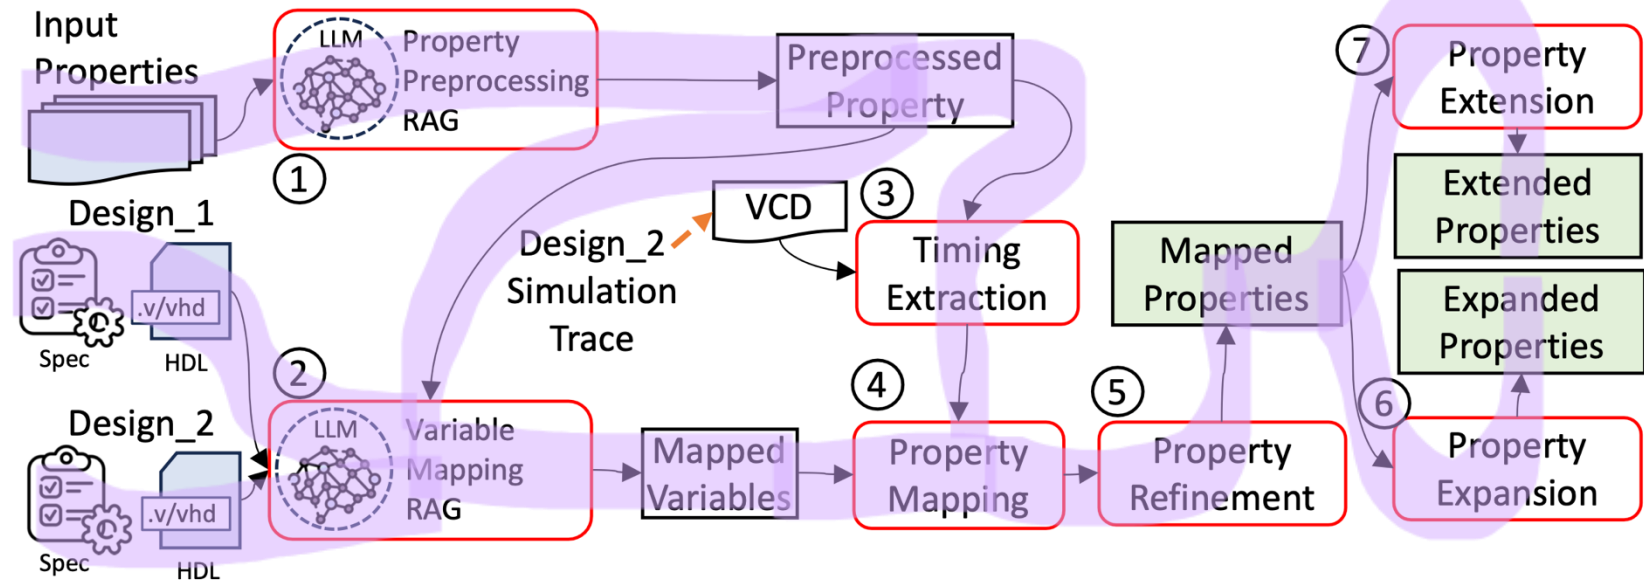 Input
Properties
LLM
Property
Preprocessing
RAG
1
Preprocessed
Property
Design_1
.v/vhd
Spec
HDL
Design_2
.v/vhd
Spec
HDL
2
LLM
Variable
Mapping
RAG
Mapped
Variables
VCD
Design_2
Simulation
Trace
3
Timing
Extraction
4
Property
Mapping
5
Property
Refinement
Mapped
Properties
7
Property
Extension
Extended
Properties
Expanded
Properties
6
Property
Expansion